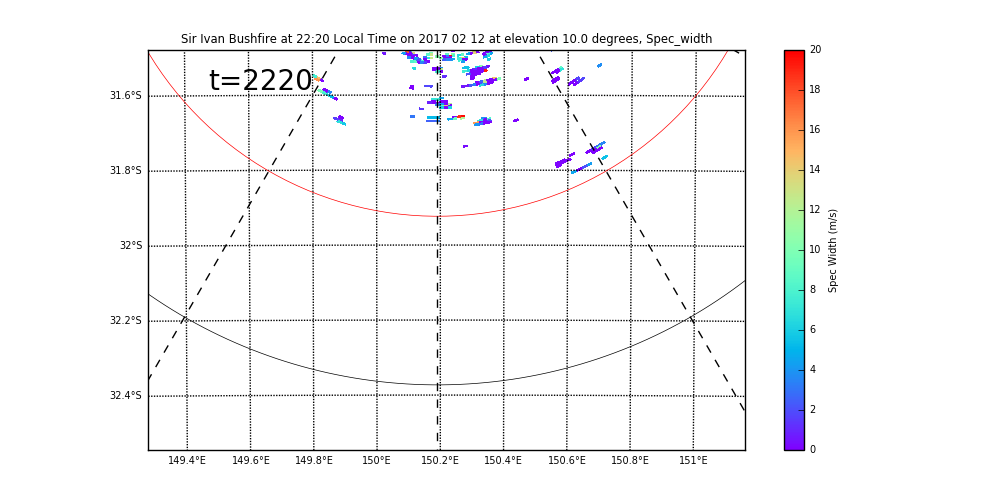 Sir Ivan Bushfire at 22:20 Local Time on 2017 02 12 at elevation 10.0 degrees, Spec_width
t=2220
31.6°S
31.8°S
32°S
32.2°S
32.4°S
149.4°E 149.6°E 149.8°E 150°E 150.2°E 150.4°E 150.6°E 150.8°E 151°E
20
18
16
14
12
10
8
6
4
2
0
Spec Width (m/s)